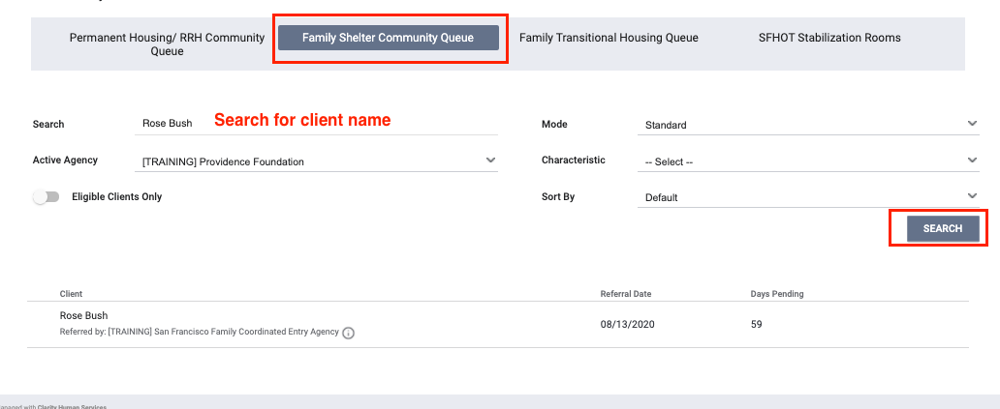 Permanent Housing/ RRH Community
Queue
Family Shelter Community Queue
Family Transitional Housing Queue
SFHOT Stabilization Rooms
Search
Rose Bush
Search for client name
Mode
Standard
Active Agency
[TRAINING] Providence Foundation
Characteristic
-- Select --
Eligible Clients Only
Sort By
Default
SEARCH
Client
Referral Date
Days Pending
Rose Bush
Referred by: [TRAINING] San Francisco Family Coordinated Entry Agency
08/13/2020
59
anaged with Clarity Human Services